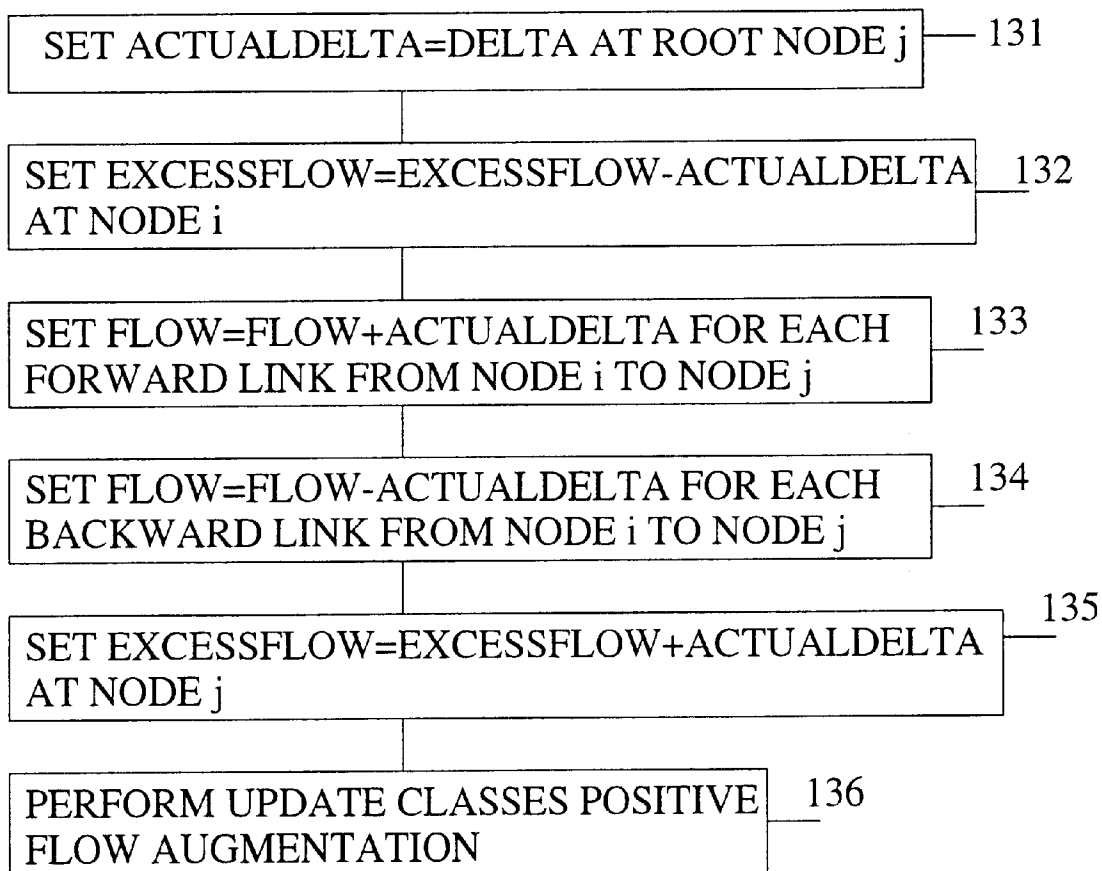 SET ACTUALDELTA=DELTA AT ROOT NODE j
131
SET EXCESSFLOW=EXCESSFLOW-ACTUALDELTA
AT NODE i
132
SET FLOW=FLOW+ACTUALDELTA FOR EACH
FORWARD LINK FROM NODE i TO NODE j
133
SET FLOW=FLOW-ACTUALDELTA FOR EACH
BACKWARD LINK FROM NODE i TO NODE j
134
SET EXCESSFLOW=EXCESSFLOW+ACTUALDELTA
AT NODE j
135
PERFORM UPDATE CLASSES POSITIVE
FLOW AUGMENTATION
136